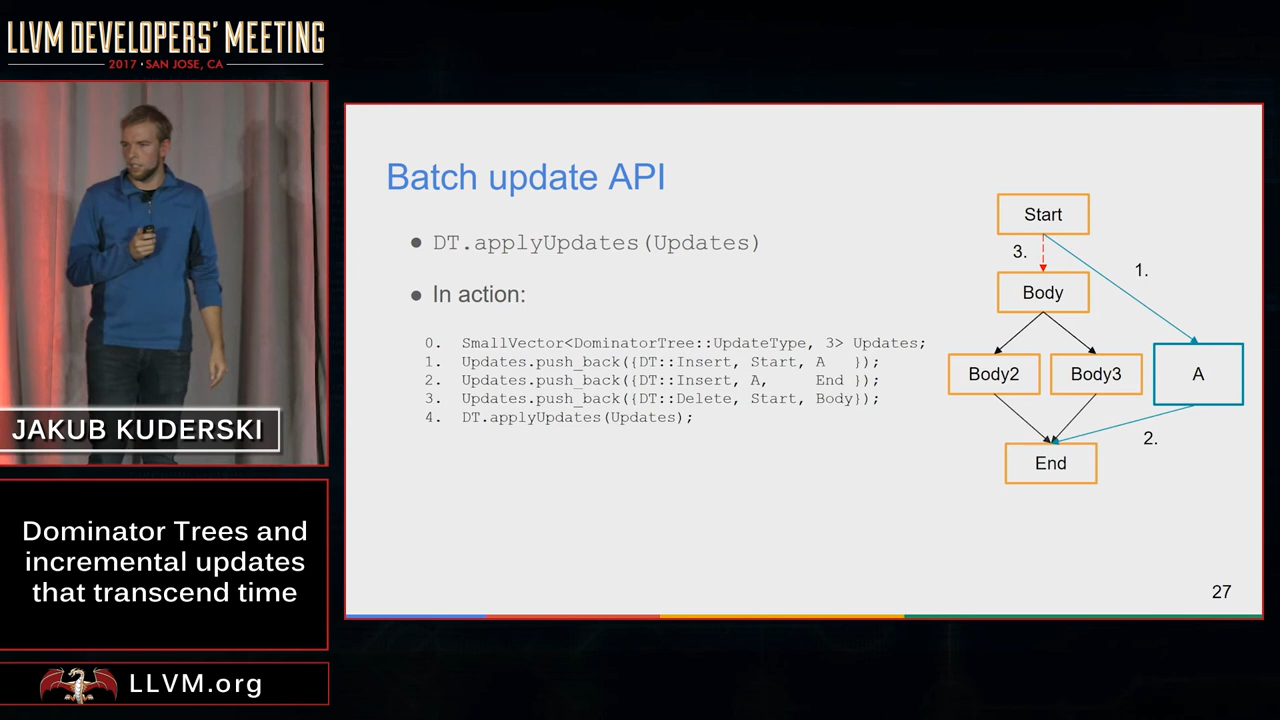 LLVM DEVELOPERS' MEETING
2017 • SAN JOSE, CA
JAKUB KUDERSKI
Dominator Trees and
incremental updates
that transcend time
LLVM.org
Batch update API
● DT.applyUpdates(Updates)
● In action:
0. SmallVector<DominatorTree::UpdateType, 3> Updates;
1. Updates.push_back({DT::Insert, Start, A   });
2. Updates.push_back({DT::Insert, A,     End });
3. Updates.push_back({DT::Delete, Start, Body});
4. DT.applyUpdates(Updates);
Start
3.
1.
Body
Body2
Body3
A
2.
End
27